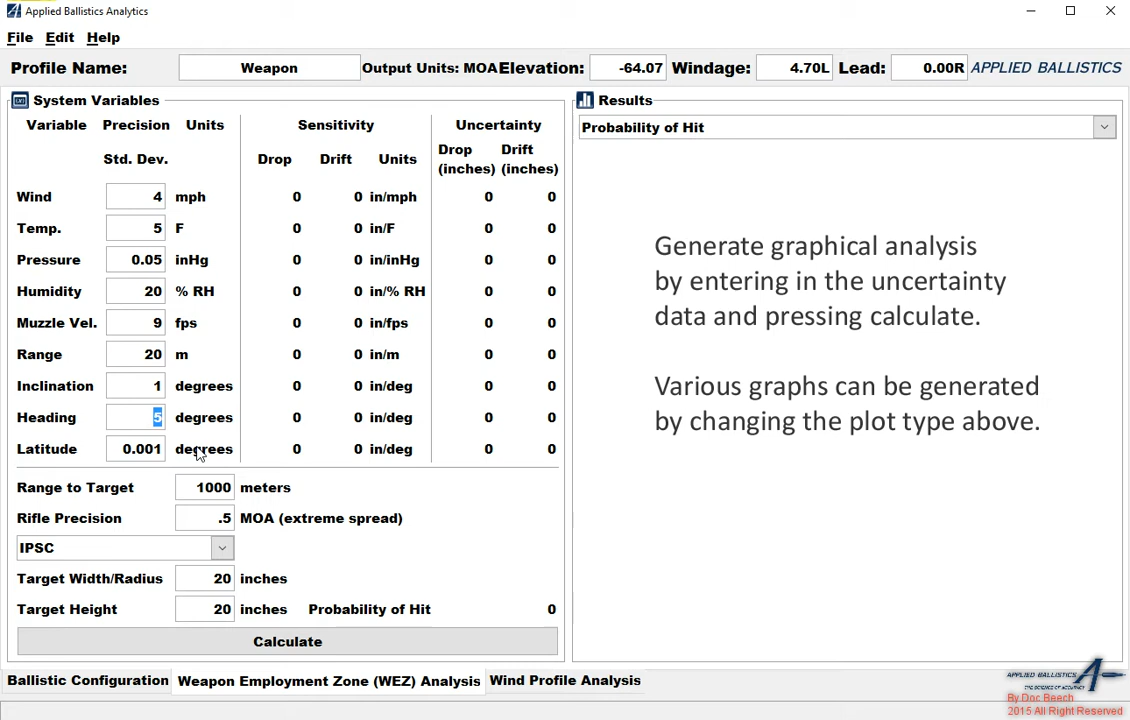 Applied Ballistics Analytics
File Edit Help
Profile Name: Weapon Output Units: MOA Elevation: -64.07 Windage: 4.70L Lead: 0.00R APPLIED BALLISTICS
System Variables
Variable Precision Units Sensitivity Uncertainty
Std. Dev. Drop Drift Units Drop (inches) Drift (inches)
Wind 4 mph 0 0 in/mph 0 0
Temp. 5 F 0 0 in/F 0 0
Pressure 0.05 inHg 0 0 in/inHg 0 0
Humidity 20 % RH 0 0 in/% RH 0 0
Muzzle Vel. 9 fps 0 0 in/fps 0 0
Range 20 m 0 0 in/m 0 0
Inclination 1 degrees 0 0 in/deg 0 0
Heading 5 degrees 0 0 in/deg 0 0
Latitude 0.001 degrees 0 0 in/deg 0 0
Range to Target 1000 meters
Rifle Precision .5 MOA (extreme spread)
IPSC
Target Width/Radius 20 inches
Target Height 20 inches Probability of Hit 0
Calculate
Results
Probability of Hit
Generate graphical analysis
by entering in the uncertainty
data and pressing calculate.
Various graphs can be generated
by changing the plot type above.
Ballistic Configuration Weapon Employment Zone (WEZ) Analysis Wind Profile Analysis
APPLIED BALLISTICS
THE SCIENCE OF ACCURACY
By Doc Beech
2015 All Right Reserved